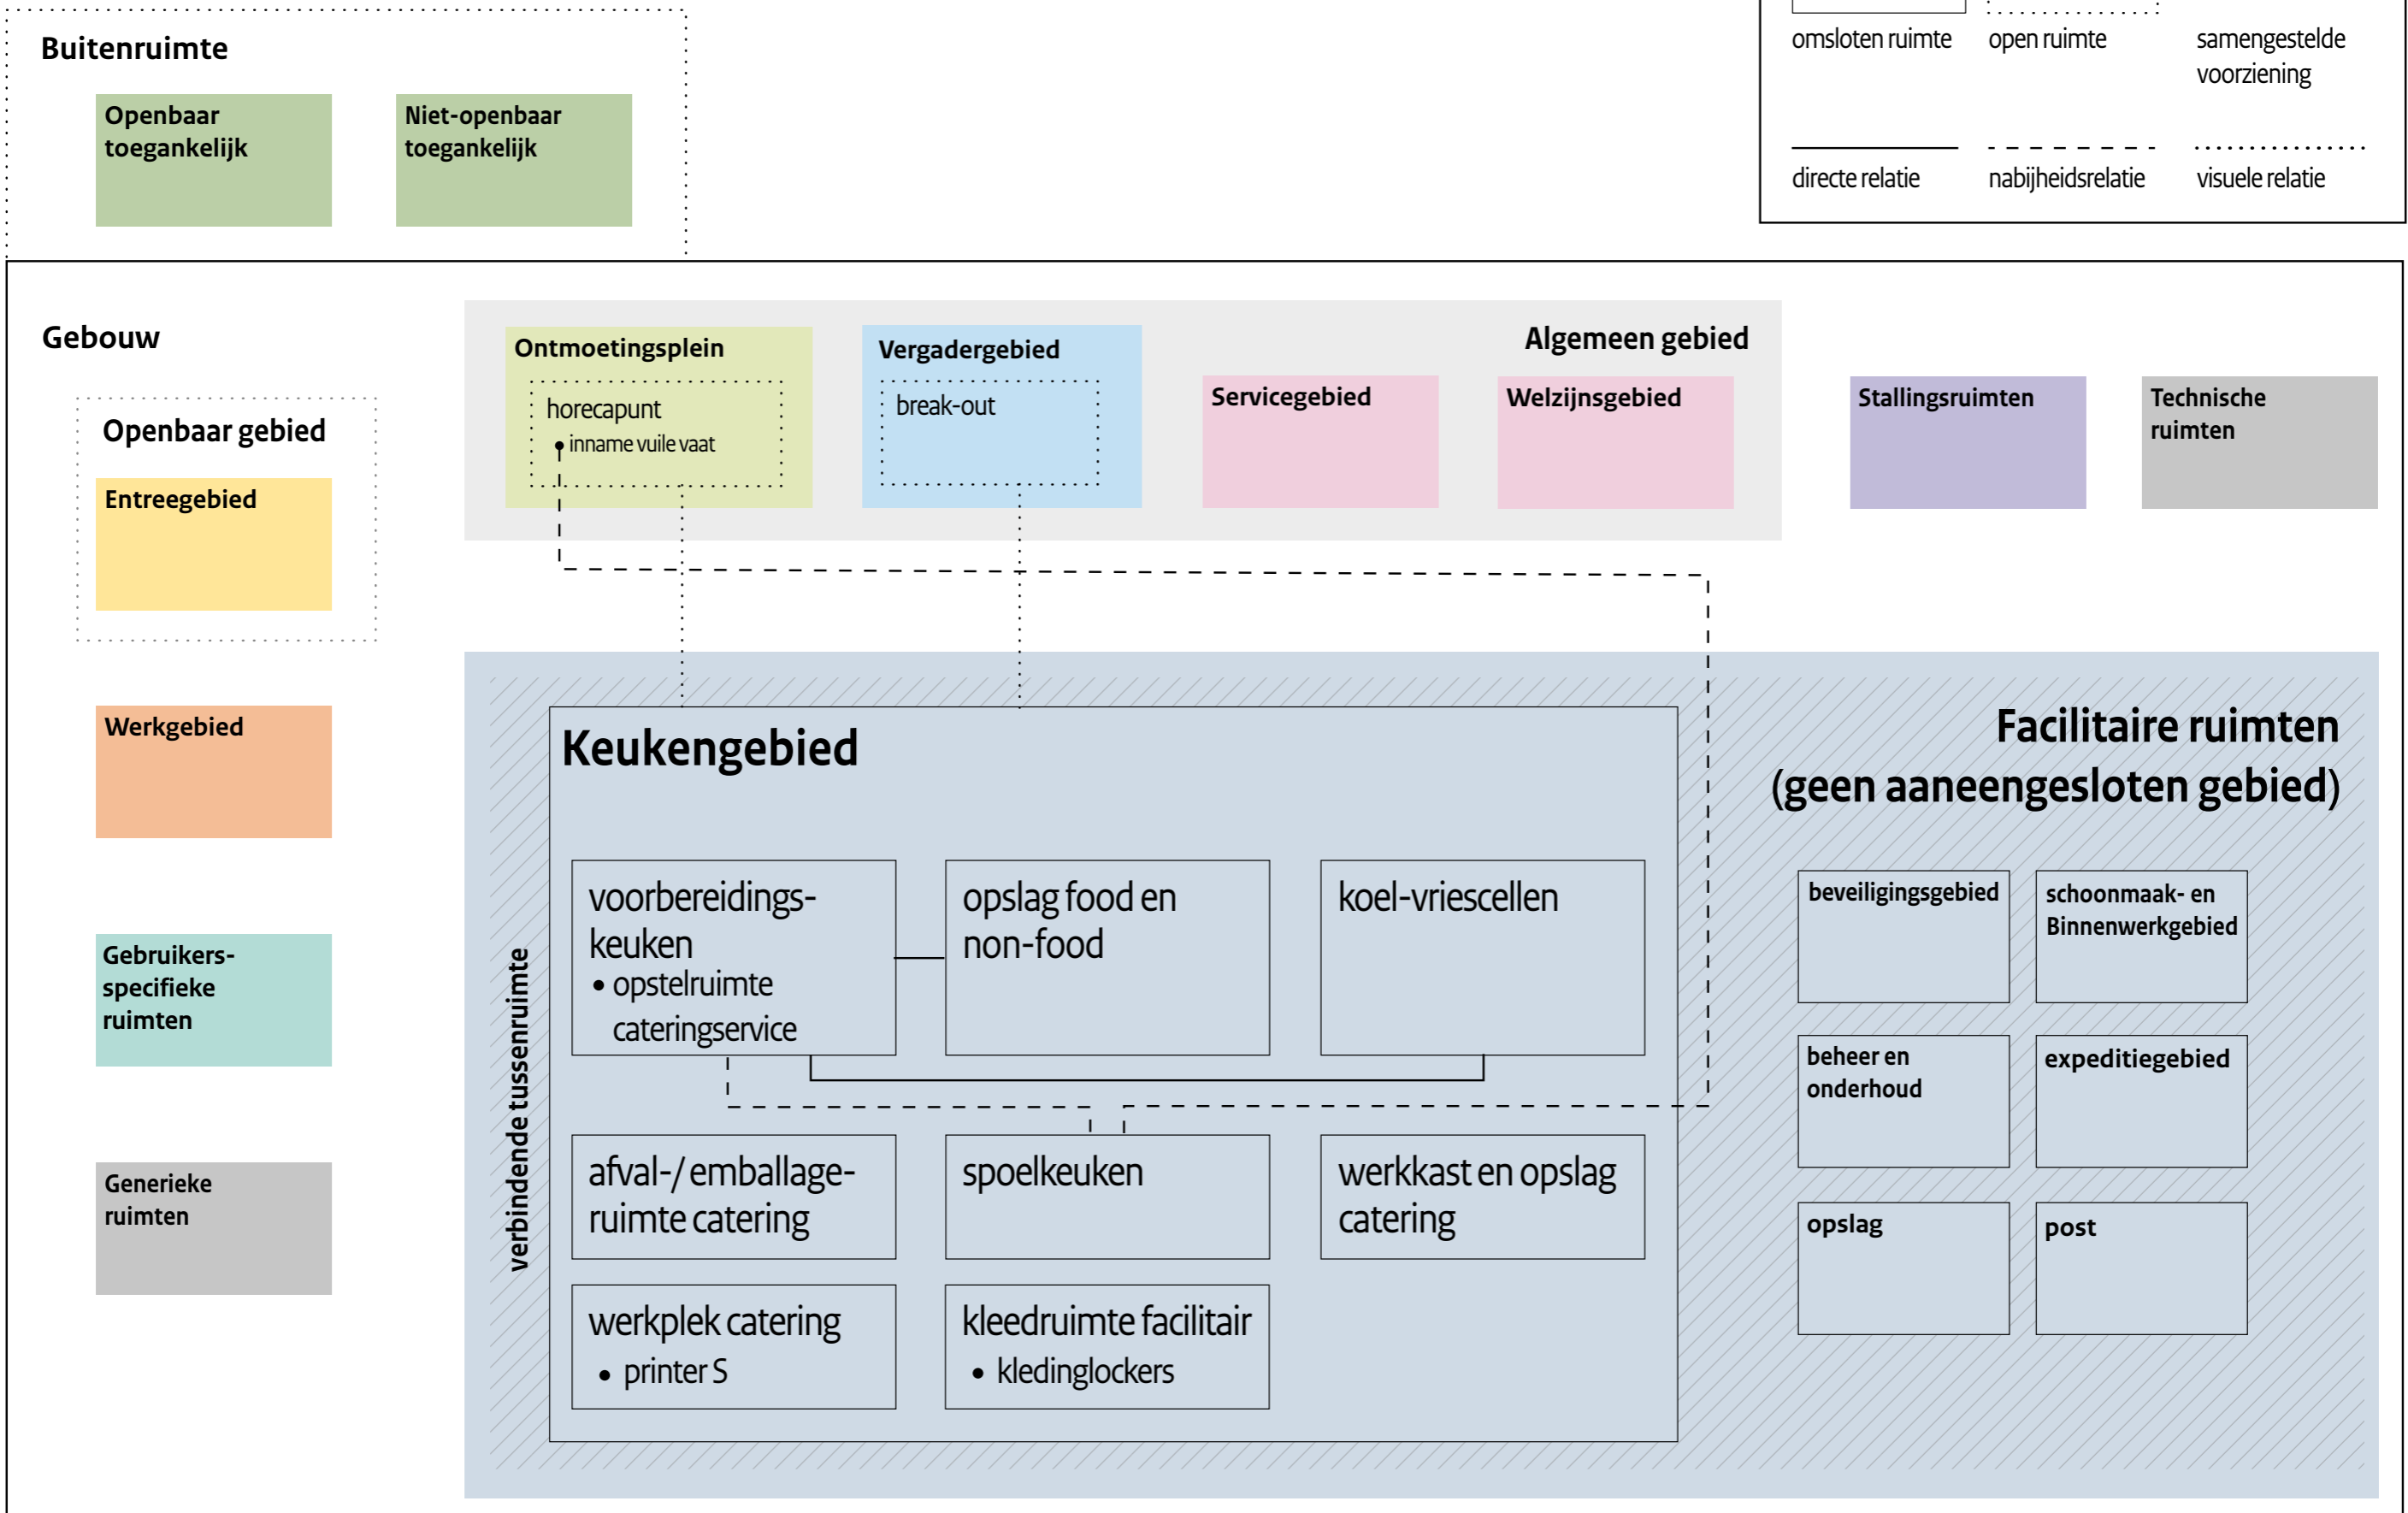 Buitenruimte
Openbaar
toegankelijk
Niet-openbaar
toegankelijk
omsloten ruimte
open ruimte
samengestelde
voorziening
directe relatie
nabijheidsrelatie
visuele relatie
Gebouw
Openbaar gebied
Entreegebied
Werkgebied
Gebruikers-
specifieke
ruimten
Generieke
ruimten
Algemeen gebied
Ontmoetingsplein
horecapunt
• inname vuile vaat
Vergadergebied
break-out
Servicegebied
Welzijnsgebied
Stallingsruimten
Technische
ruimten
verbindende tussenruimte
Keukengebied
voorbereidings-
keuken
• opstelruimte
cateringservice
opslag food en
non-food
koel-vriescellen
afval-/ emballage-
ruimte catering
spoelkeuken
werkkast en opslag
catering
werkplek catering
• printer S
kleedruimte facilitair
• kledinglockers
Facilitaire ruimten
(geen aaneengesloten gebied)
beveiligingsgebied
schoonmaak- en
Binnenwerkgebied
beheer en
onderhoud
expeditiegebied
opslag
post